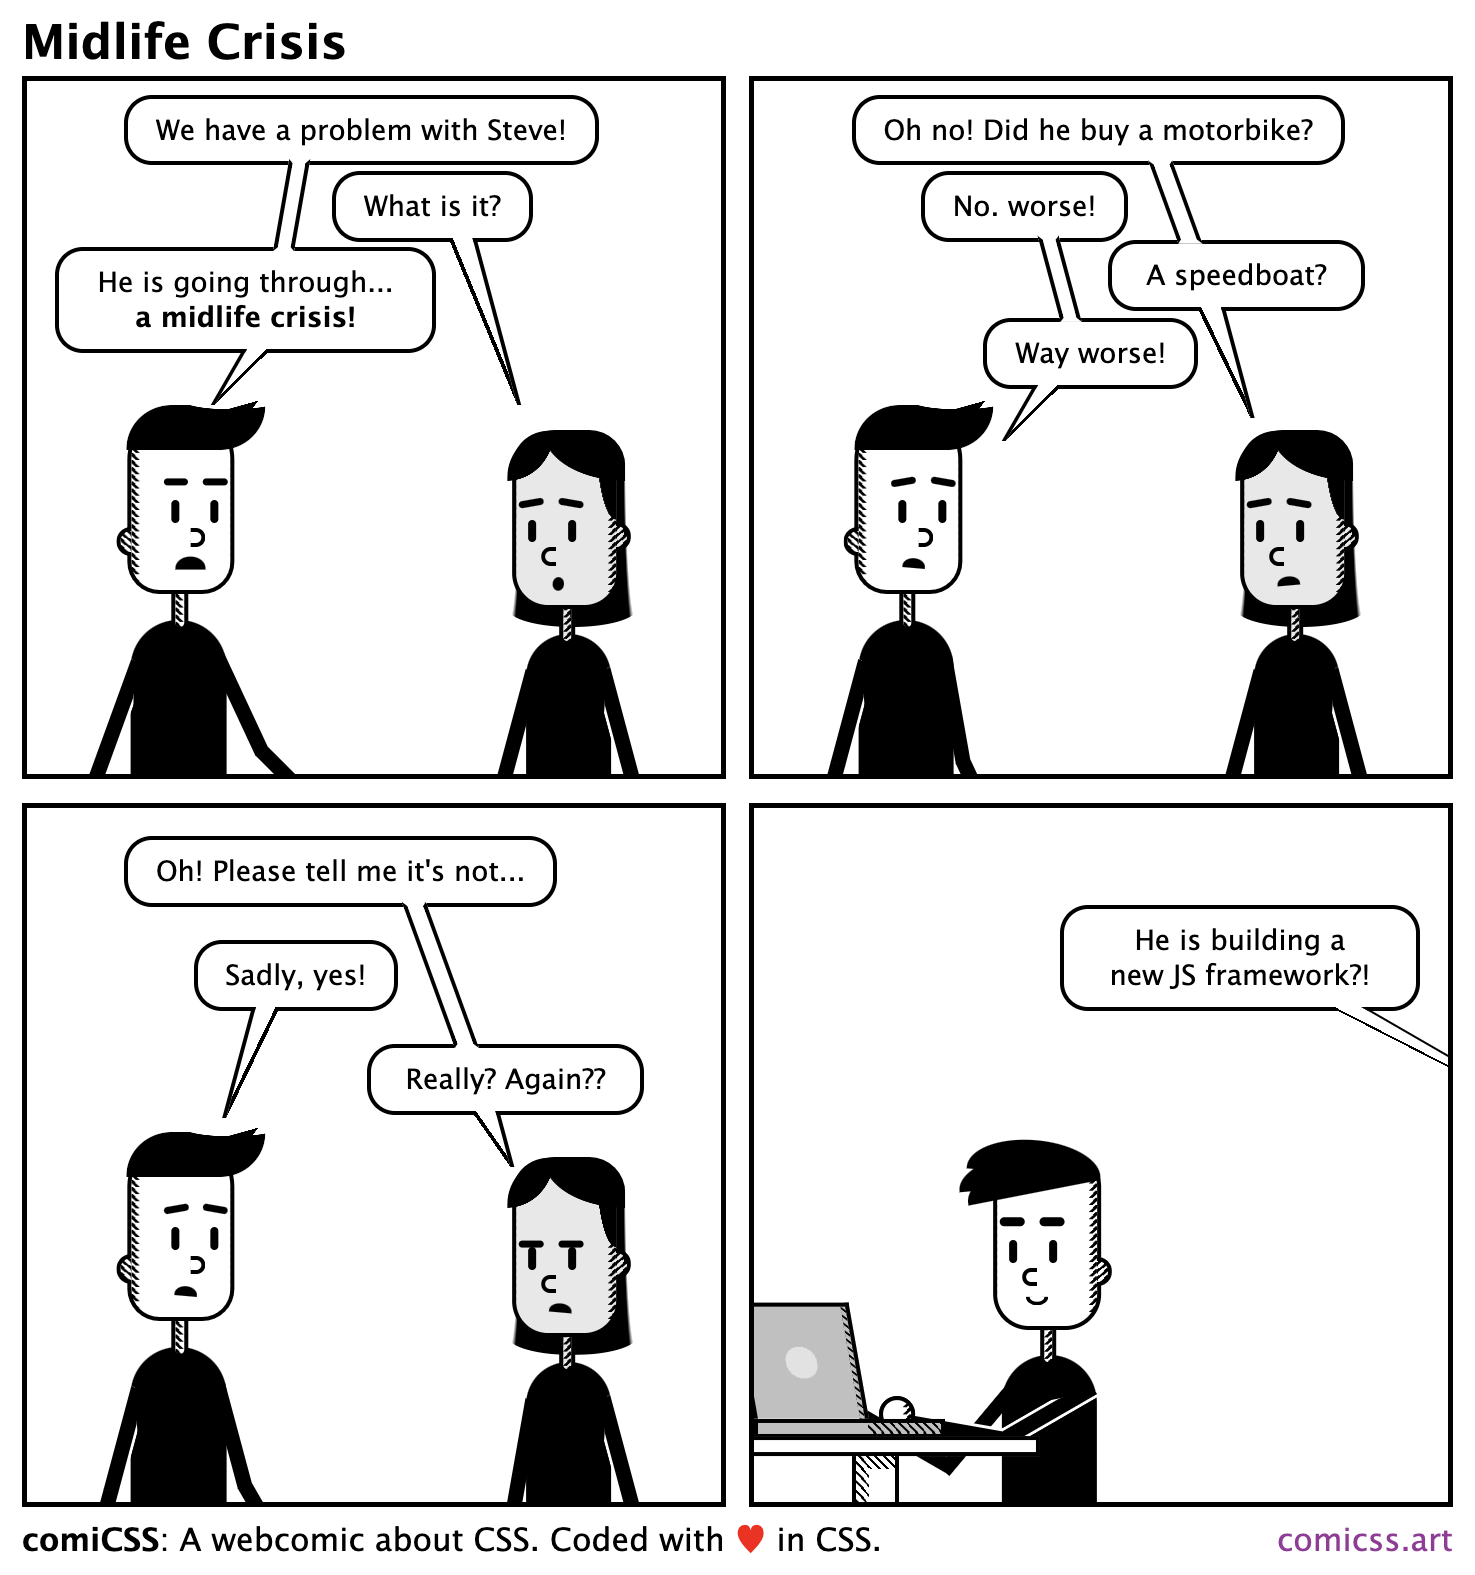 Midlife Crisis
We have a problem with Steve!
What is it?
He is going through...
a midlife crisis!
Oh no! Did he buy a motorbike?
No. worse!
A speedboat?
Way worse!
Oh! Please tell me it's not...
Sadly, yes!
Really? Again??
He is building a
new JS framework?!
comiCSS: A webcomic about CSS. Coded with ♥ in CSS.
comicss.art